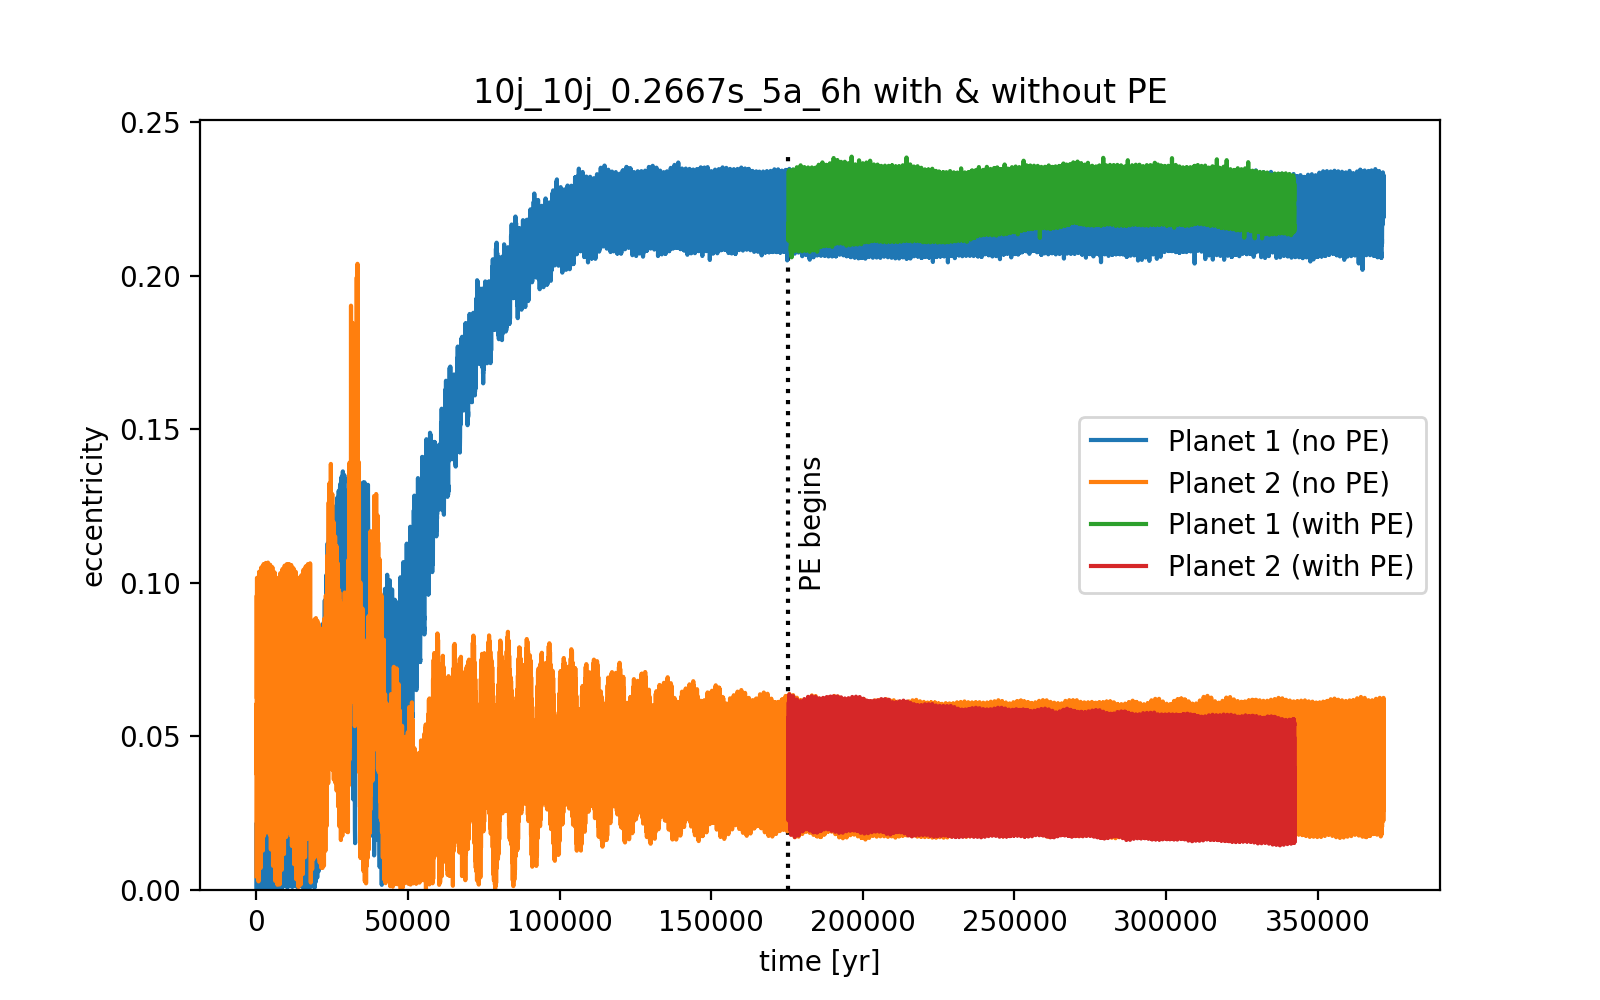 10j_10j_0.2667s_5a_6h with & without PE
0.25
0.20
0.15
0.10
0.05
0.00
eccentricity
PE begins
Planet 1 (no PE)
Planet 2 (no PE)
Planet 1 (with PE)
Planet 2 (with PE)
0 50000 100000 150000 200000 250000 300000 350000
time [yr]